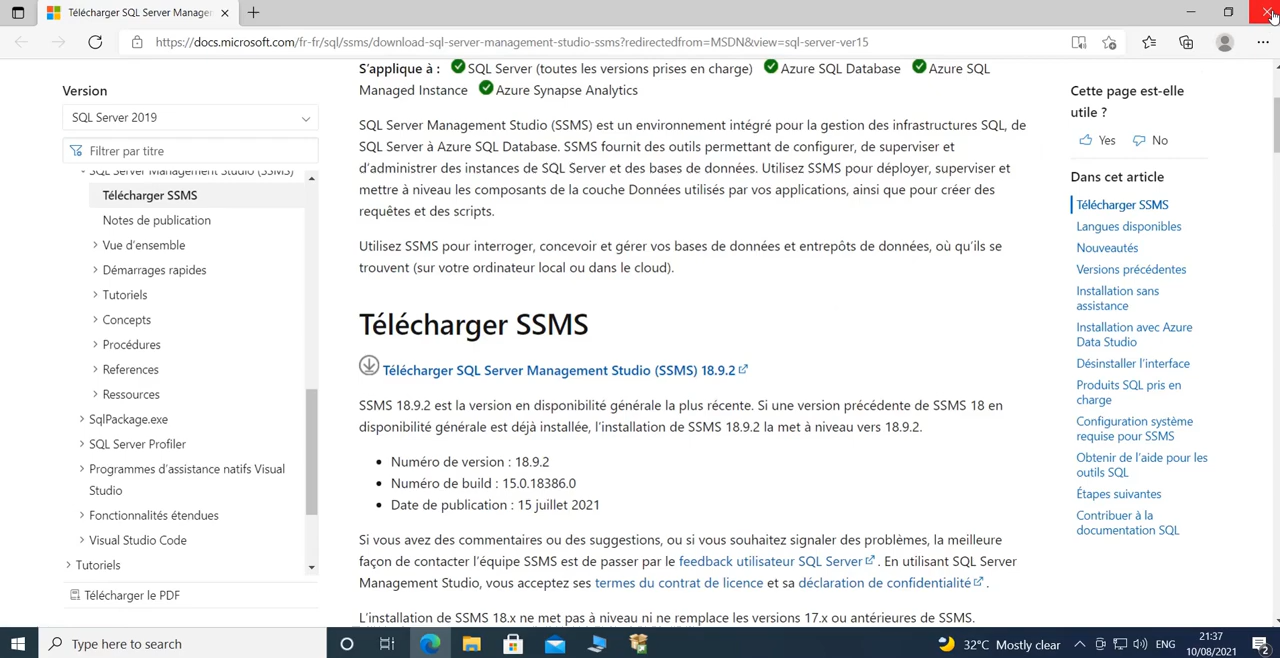 Télécharger SQL Server Manager
https://docs.microsoft.com/fr-fr/sql/ssms/download-sql-server-management-studio-ssms?redirectedfrom=MSDN&view=sql-server-ver15
Version
SQL Server 2019
Filtrer par titre
SQL Server Management Studio (SSMS)
Télécharger SSMS
Notes de publication
Vue d'ensemble
Démarrages rapides
Tutoriels
Concepts
Procédures
References
Ressources
SqlPackage.exe
SQL Server Profiler
Programmes d'assistance natifs Visual
Studio
Fonctionnalités étendues
Visual Studio Code
Tutoriels
Télécharger le PDF
S'applique à : SQL Server (toutes les versions prises en charge) Azure SQL Database Azure SQL
Managed Instance Azure Synapse Analytics
SQL Server Management Studio (SSMS) est un environnement intégré pour la gestion des infrastructures SQL, de
SQL Server à Azure SQL Database. SSMS fournit des outils permettant de configurer, de superviser et
d'administrer des instances de SQL Server et des bases de données. Utilisez SSMS pour déployer, superviser et
mettre à niveau les composants de la couche Données utilisés par vos applications, ainsi que pour créer des
requêtes et des scripts.
Utilisez SSMS pour interroger, concevoir et gérer vos bases de données et entrepôts de données, où qu'ils se
trouvent (sur votre ordinateur local ou dans le cloud).
Télécharger SSMS
Télécharger SQL Server Management Studio (SSMS) 18.9.2
SSMS 18.9.2 est la version en disponibilité générale la plus récente. Si une version précédente de SSMS 18 en
disponibilité générale est déjà installée, l'installation de SSMS 18.9.2 la met à niveau vers 18.9.2.
• Numéro de version : 18.9.2
• Numéro de build : 15.0.18386.0
• Date de publication : 15 juillet 2021
Si vous avez des commentaires ou des suggestions, ou si vous souhaitez signaler des problèmes, la meilleure
façon de contacter l'équipe SSMS est de passer par le feedback utilisateur SQL Server . En utilisant SQL Server
Management Studio, vous acceptez ses termes du contrat de licence et sa déclaration de confidentialité .
L'installation de SSMS 18.x ne met pas à niveau ni ne remplace les versions 17.x ou antérieures de SSMS.
Cette page est-elle
utile ?
Yes No
Dans cet article
Télécharger SSMS
Langues disponibles
Nouveautés
Versions précédentes
Installation sans
assistance
Installation avec Azure
Data Studio
Désinstaller l'interface
Produits SQL pris en
charge
Configuration système
requise pour SSMS
Obtenir de l'aide pour les
outils SQL
Étapes suivantes
Contribuer à la
documentation SQL
Type here to search
32°C Mostly clear
ENG
21:37
10/08/2021
2